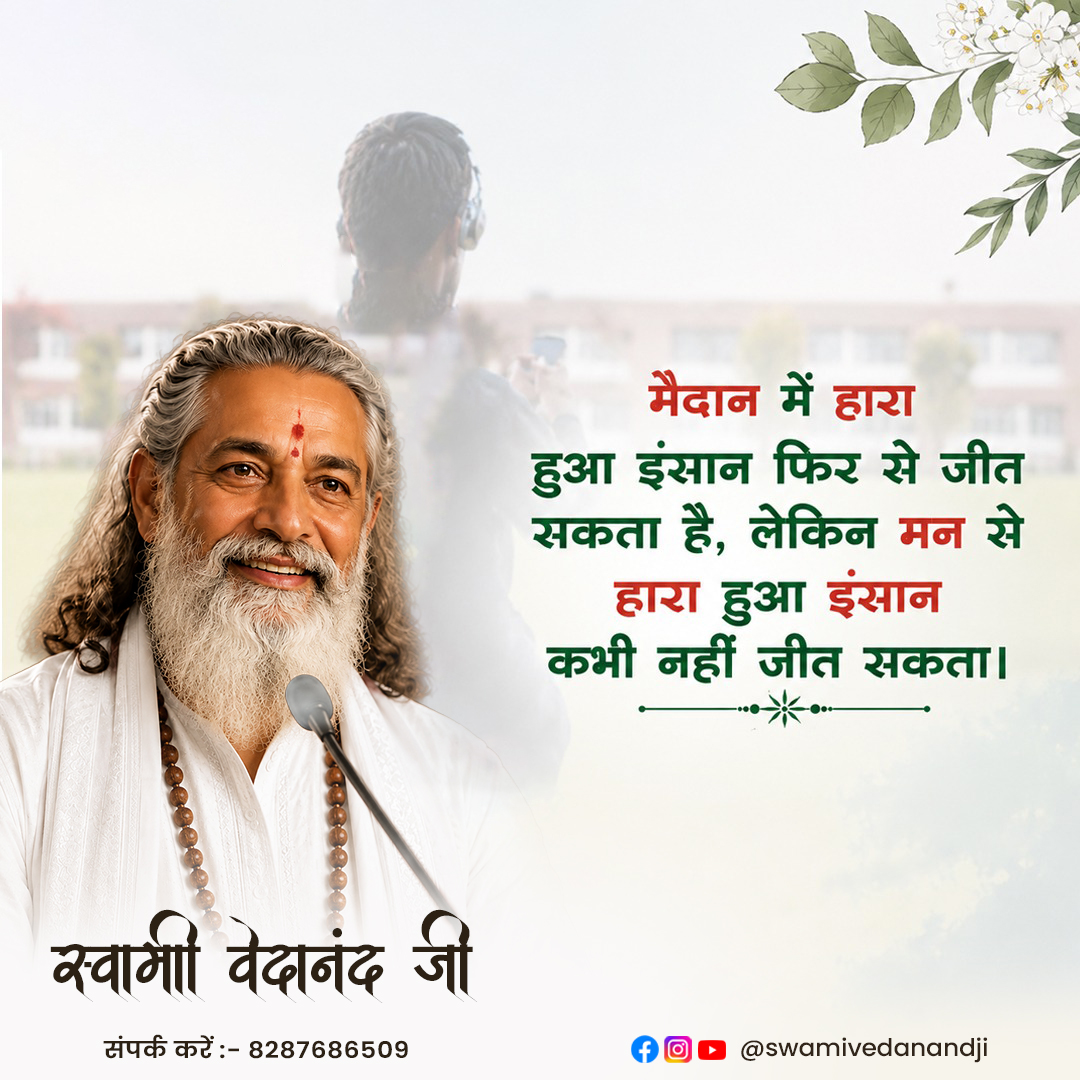 मैदान में हारा
हुआ इंसान फिर से जीत
सकता है, लेकिन मन से
हारा हुआ इंसान
कभी नहीं जीत सकता।
स्वामी वेदानंद जी
संपर्क करें :- 8287686509
@swamivedanandji